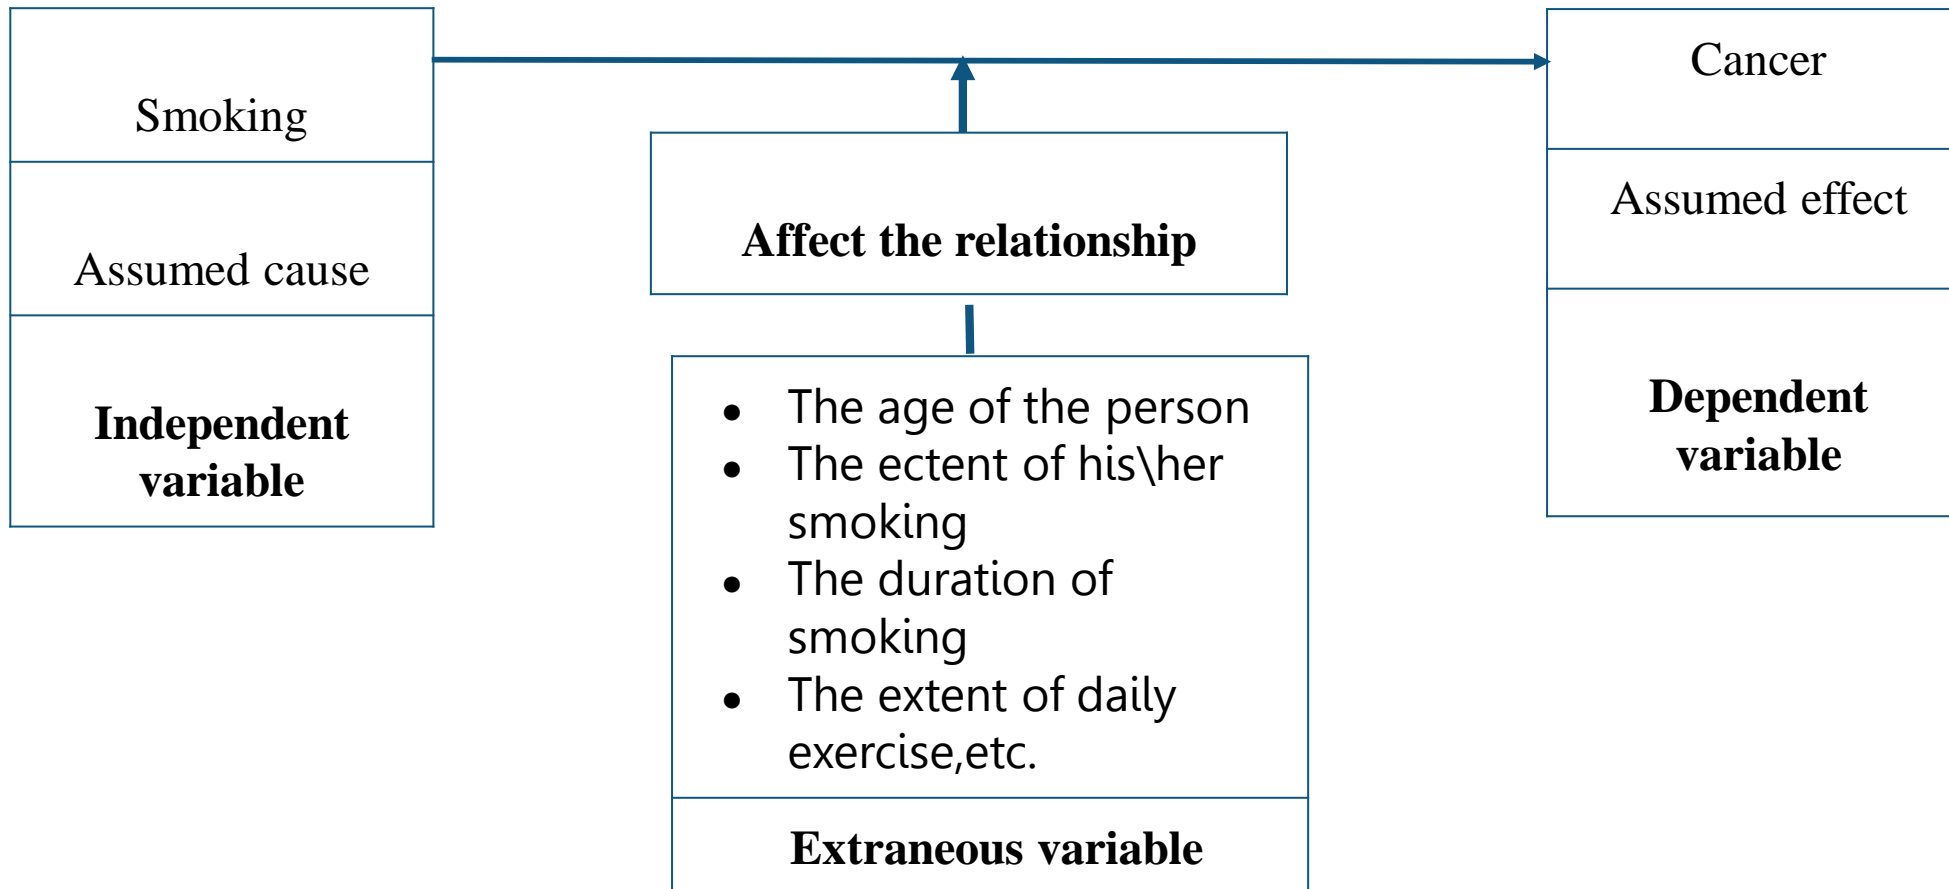 Smoking
Assumed cause
Independent
variable
Affect the relationship
● The age of the person
● The ectent of his\her
smoking
● The duration of
smoking
● The extent of daily
exercise,etc.
Extraneous variable
Cancer
Assumed effect
Dependent
variable